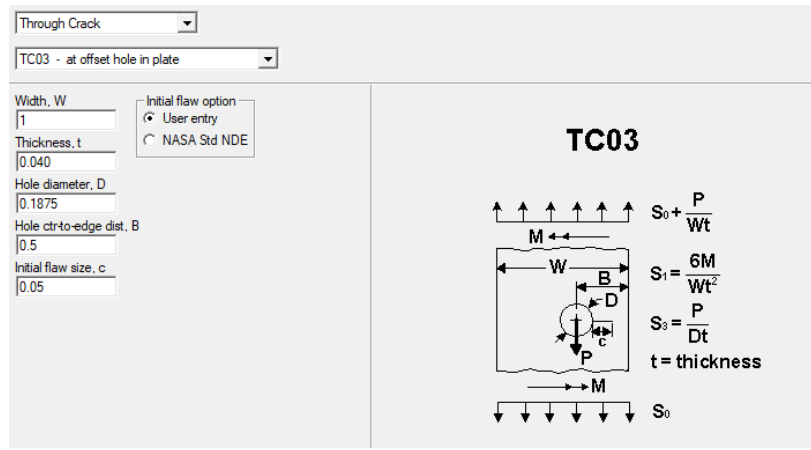 Through Crack
TC03 - at offset hole in plate
Width, W
1
Thickness, t
0.040
Hole diameter, D
0.1875
Hole ctr-to-edge dist, B
0.5
Initial flaw size, c
0.05
Initial flaw option
User entry
NASA Std NDE
TC03
S₀ + P/Wt
M
W
B
S₁ = 6M/Wt²
D
c
S₃ = P/Dt
P
t = thickness
M
S₀